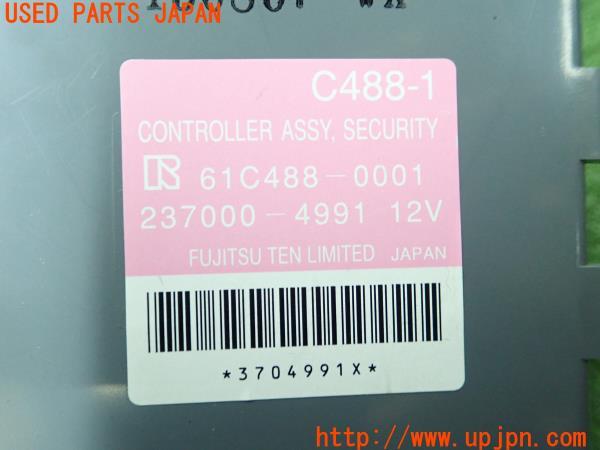 USED PARTS JAPAN
C488-1
CONTROLLER ASSY, SECURITY
R 61C488-0001
237000-4991 12V
FUJITSU TEN LIMITED JAPAN
*3704991X*
http://www.upjpn.com/